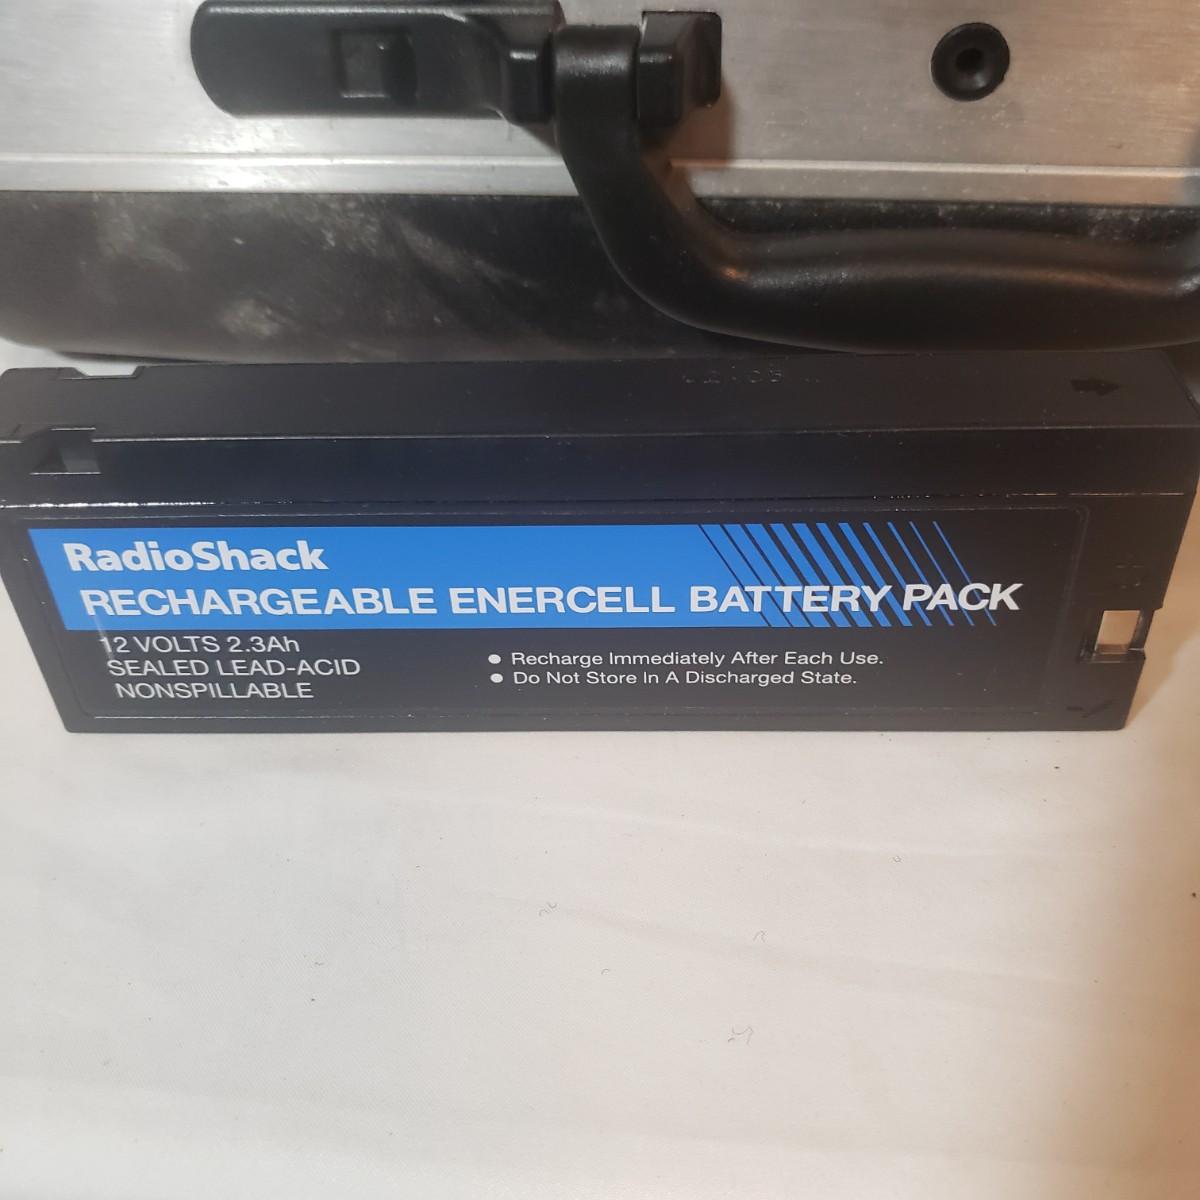 RadioShack
RECHARGEABLE ENERCELL BATTERY PACK
12 VOLTS 2.3Ah
SEALED LEAD-ACID
NONSPILLABLE
● Recharge Immediately After Each Use.
● Do Not Store In A Discharged State.